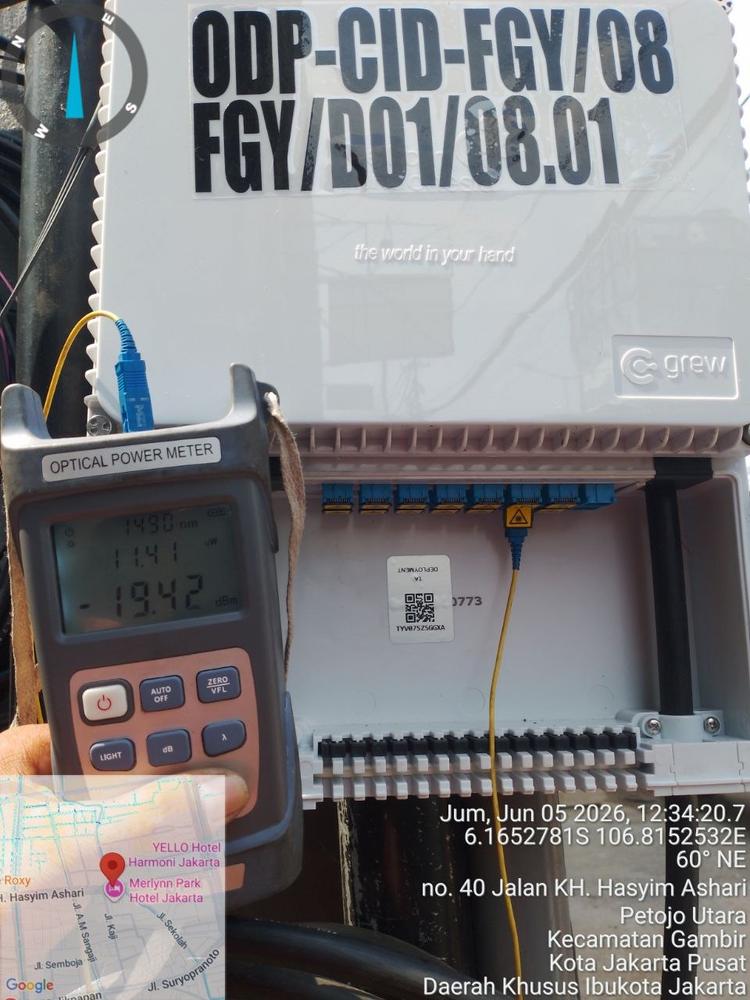 N
E
S
W
ODP-CID-FGY/08
FGY/D01/08.01
the world in your hand
grew
OPTICAL POWER METER
1490 nm
11.41 uW
-19.42 dBm
AUTO OFF
ZERO VFL
LIGHT
dB
λ
DEPLOYMENT
TA
0773
YELLO Hotel
Harmoni Jakarta
Merlynn Park
Hotel Jakarta
Roxy
H. Hasyim Ashari
Jl. A.M Sangaji
Jl. Kaji
Jl. Sekolah
Jl. Semboja
Jl. Suryopranoto
Google
Jum, Jun 05 2026, 12:34:20.7
6.1652781S 106.8152532E
60° NE
no. 40 Jalan KH. Hasyim Ashari
Petojo Utara
Kecamatan Gambir
Kota Jakarta Pusat
Daerah Khusus Ibukota Jakarta